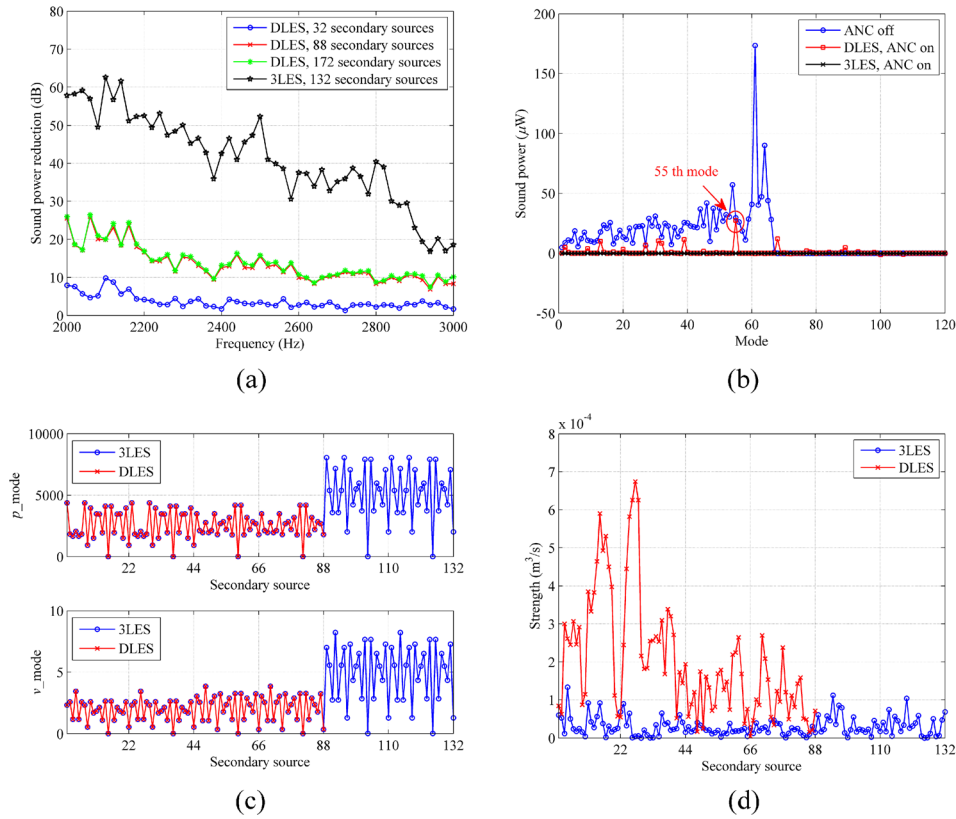 80
70
60
50
40
30
20
10
0
Sound power reduction (dB)
DLES, 32 secondary sources
DLES, 88 secondary sources
DLES, 172 secondary sources
3LES, 132 secondary sources
2000 2200 2400 2600 2800 3000
Frequency (Hz)
(a)
200
150
100
50
0
-50
Sound power (μW)
ANC off
DLES, ANC on
3LES, ANC on
55 th mode
0 20 40 60 80 100 120
Mode
(b)
10000
5000
0
p_mode
3LES
DLES
22 44 66 88 110 132
Secondary source
10
5
0
v_mode
3LES
DLES
22 44 66 88 110 132
Secondary source
(c)
x 10-4
8
7
6
5
4
3
2
1
0
Strength (m3/s)
3LES
DLES
22 44 66 88 110 132
Secondary source
(d)